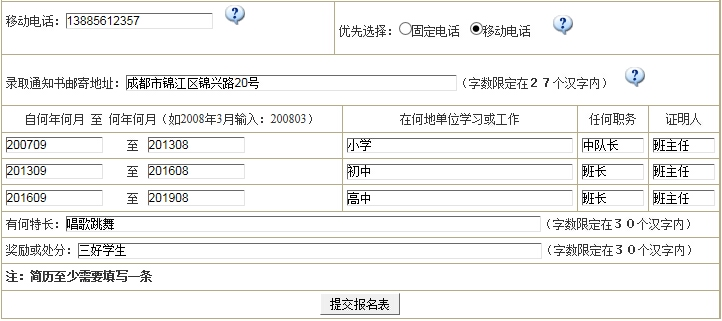 移动电话：13885612357
优先选择：固定电话 移动电话
录取通知书邮寄地址：成都市锦江区锦兴路20号（字数限定在２７个汉字内）
自何年何月 至 何年何月（如2008年3月输入：200803） 在何地单位学习或工作 任何职务 证明人
200709 至 201308 小学 中队长 班主任
201309 至 201608 初中 班长 班主任
201609 至 201908 高中 班长 班主任
有何特长：唱歌跳舞（字数限定在３０个汉字内）
奖励或处分：三好学生（字数限定在３０个汉字内）
注：简历至少需要填写一条
提交报名表